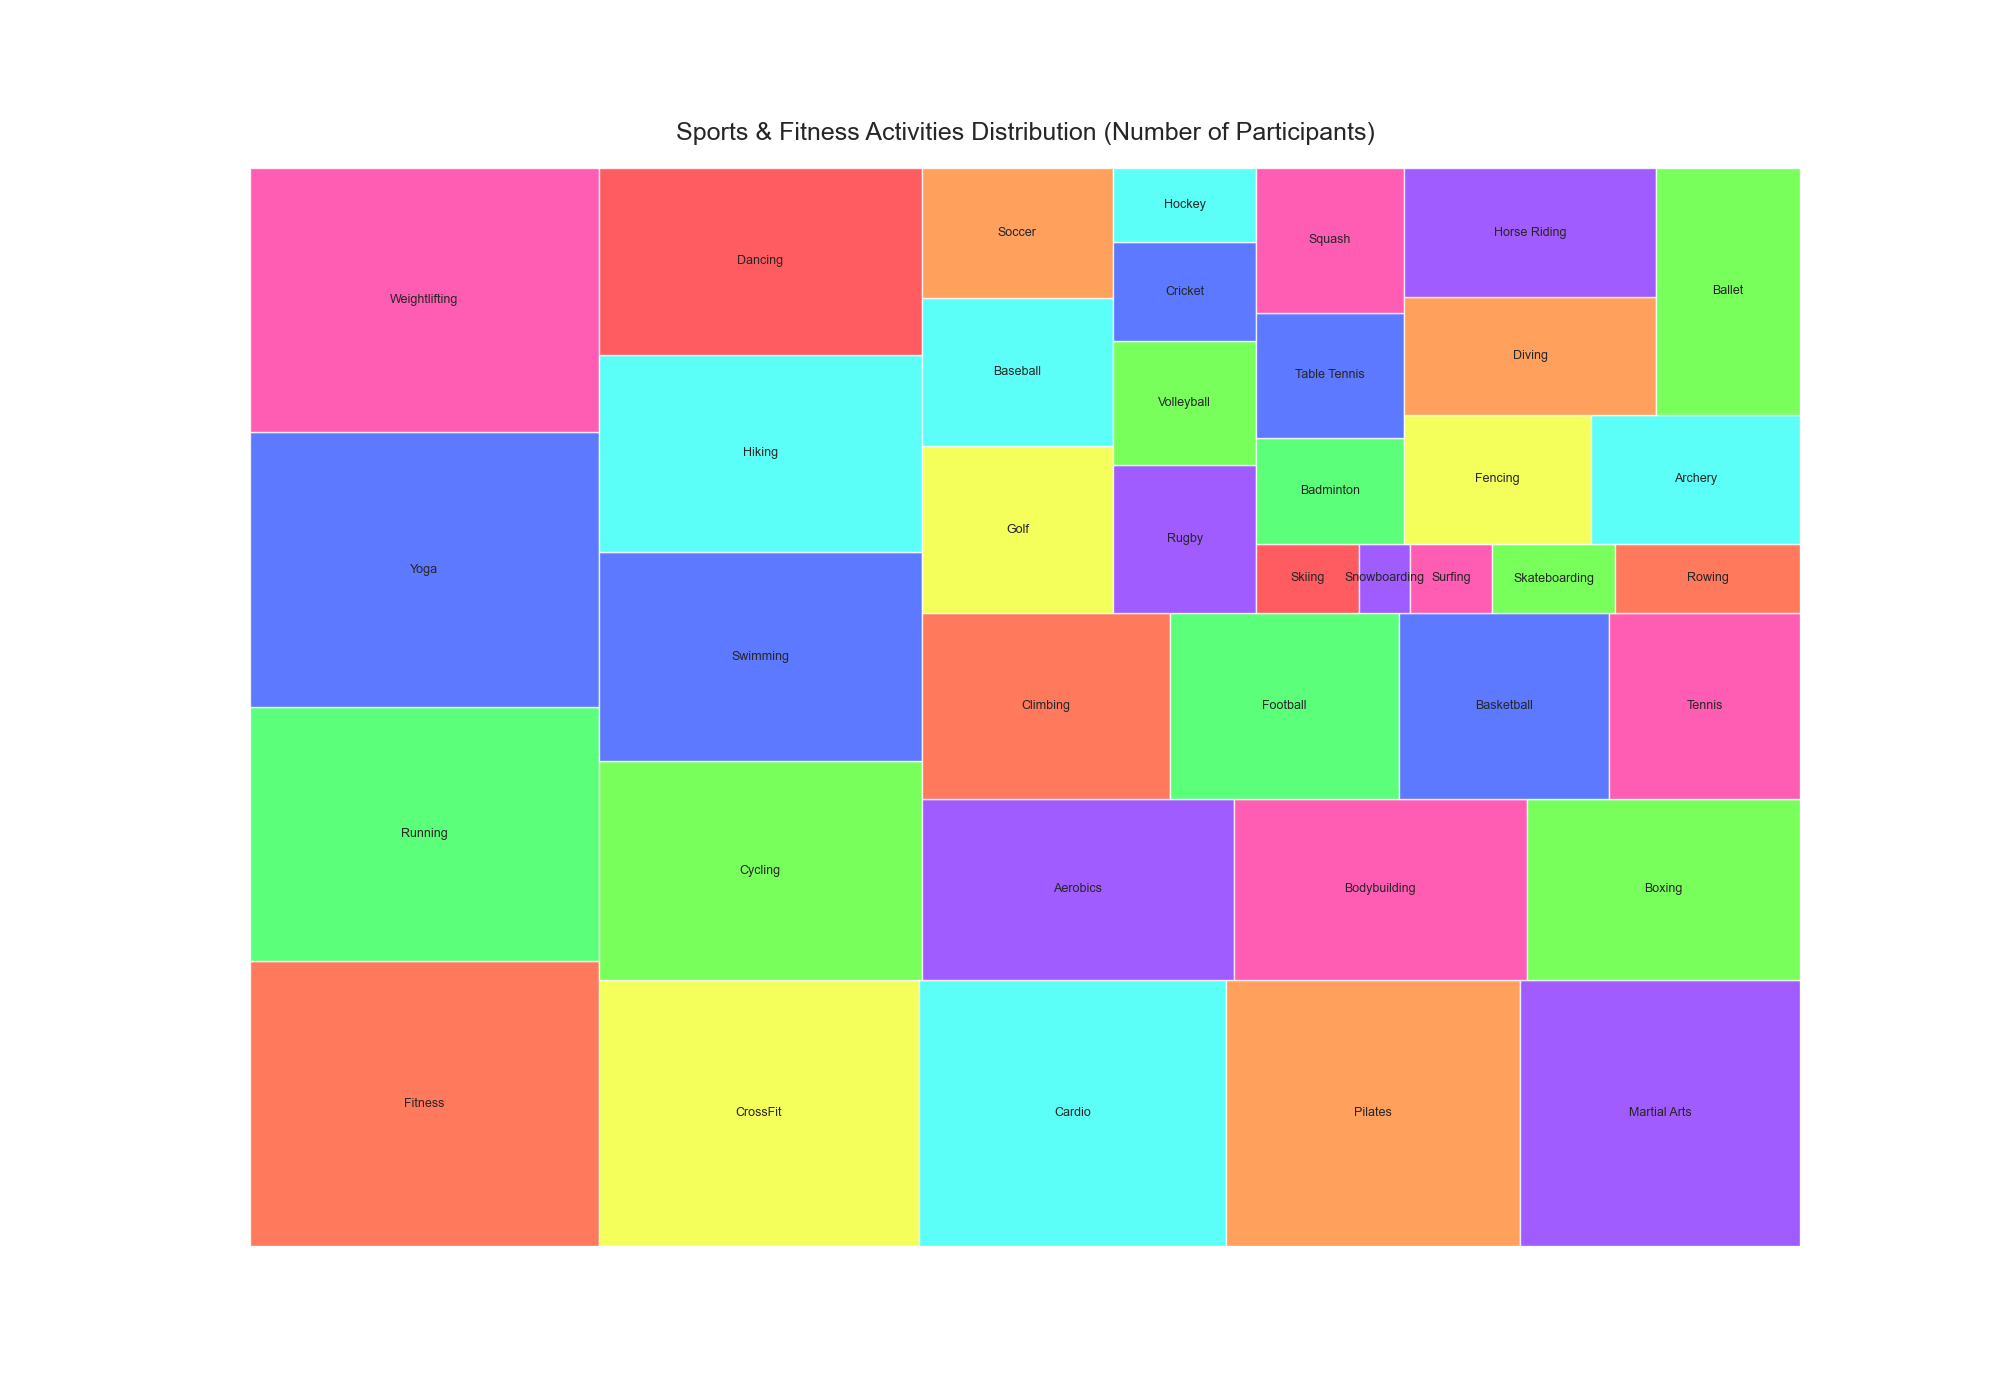 Sports & Fitness Activities Distribution (Number of Participants)
Weightlifting
Yoga
Running
Fitness
Dancing
Hiking
Swimming
Cycling
CrossFit
Soccer
Baseball
Golf
Hockey
Cricket
Volleyball
Rugby
Squash
Table Tennis
Badminton
Horse Riding
Diving
Ballet
Fencing
Archery
Skiing
Snowboarding
Surfing
Skateboarding
Rowing
Climbing
Football
Basketball
Tennis
Aerobics
Bodybuilding
Boxing
Cardio
Pilates
Martial Arts